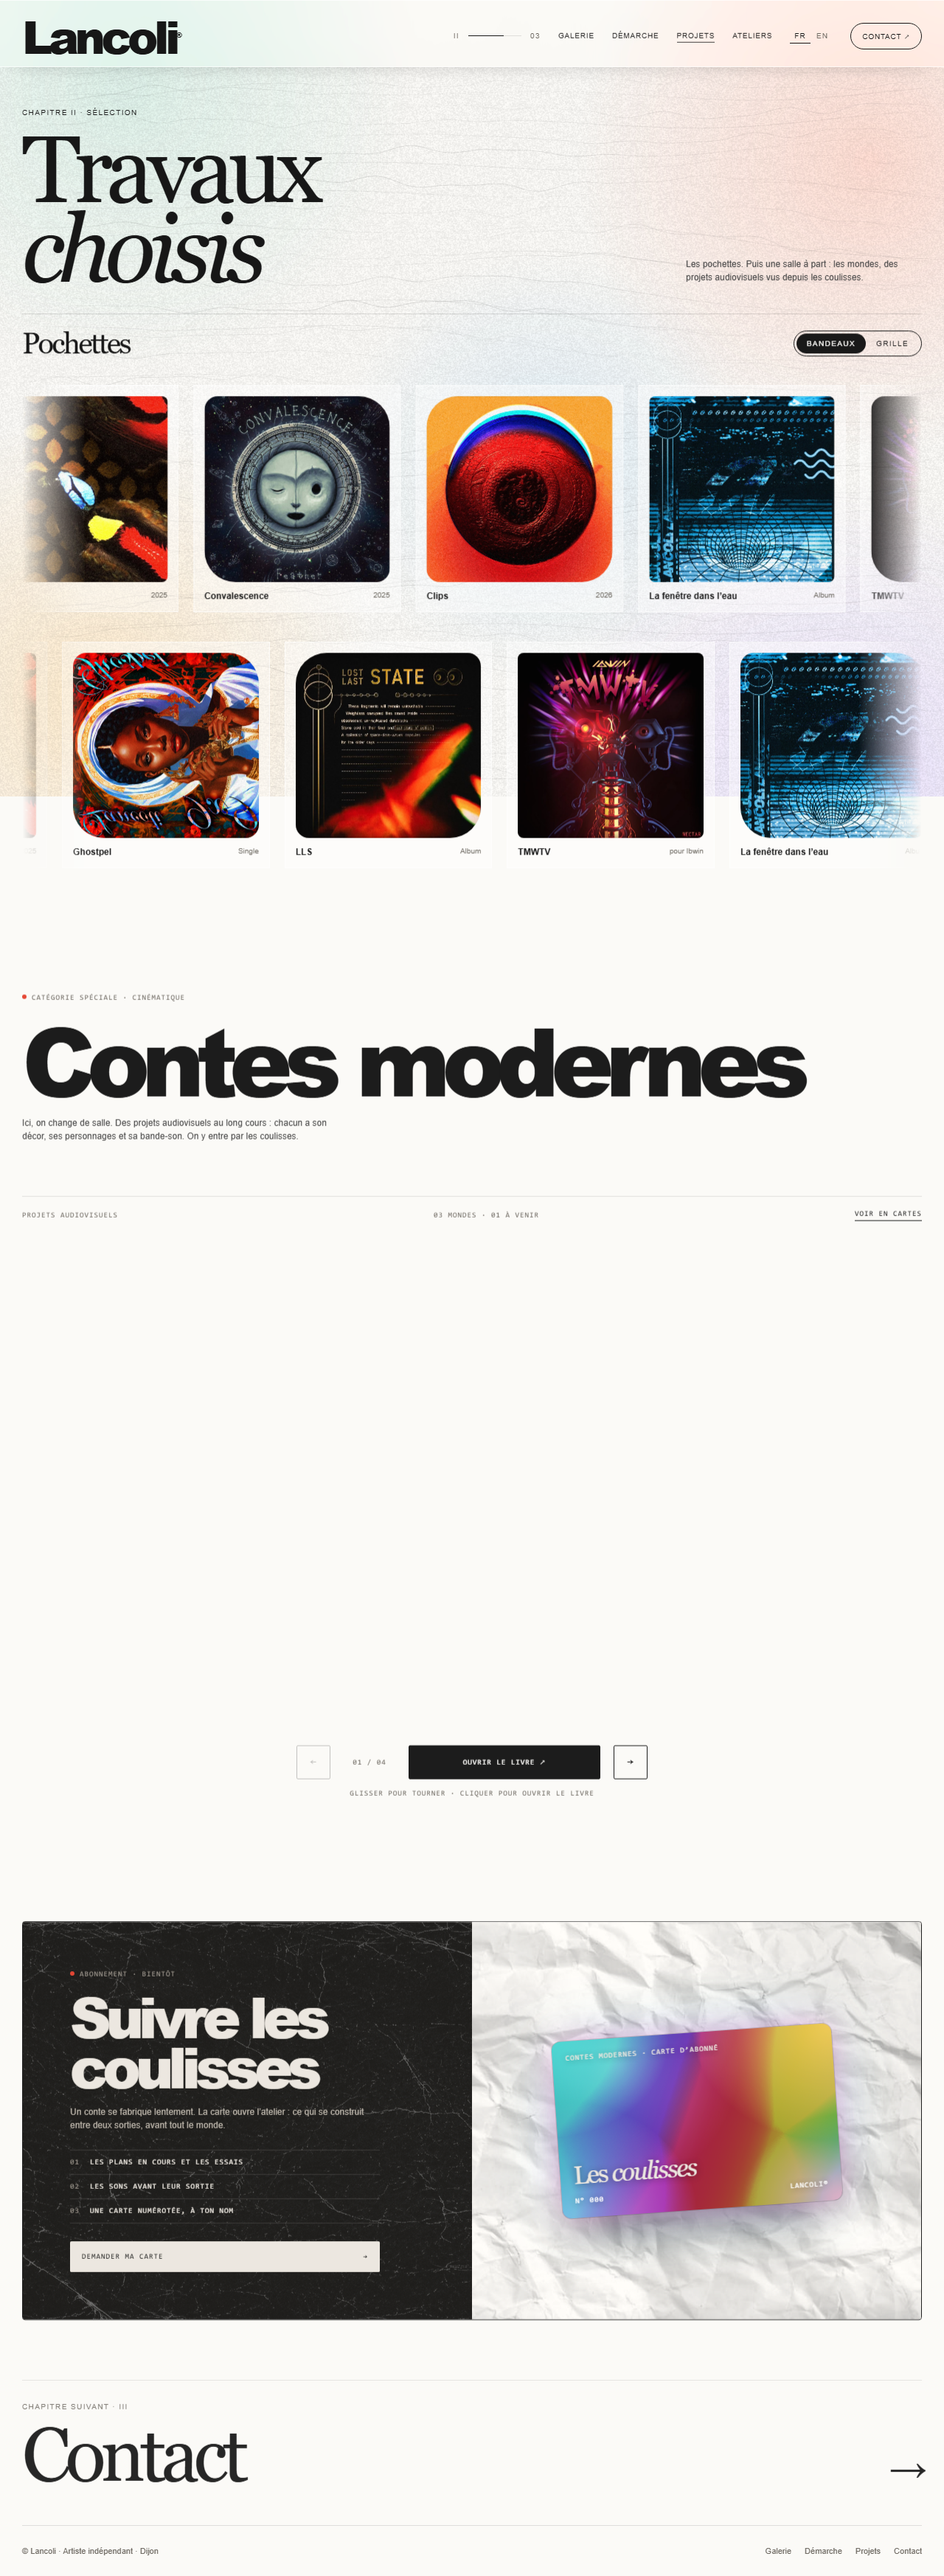 Lancoli®
II 03 GALERIE DÉMARCHE PROJETS ATELIERS FR EN CONTACT ↗
CHAPITRE II · SÉLECTION
Travaux
choisis
Les pochettes. Puis une salle à part : les mondes, des
projets audiovisuels vus depuis les coulisses.
Pochettes
BANDEAUX GRILLE
CONVALESCENCE
2025
Convalescence 2025
Clips 2026
La fenêtre dans l’eau Album
TMWTV
LOST LAST STATE
TMWTV
Ghostpel Single
LLS Album
TMWTV pour Ibwin
La fenêtre dans l’eau
CATÉGORIE SPÉCIALE · CINÉMATIQUE
Contes modernes
Ici, on change de salle. Des projets audiovisuels au long cours : chacun a son
décor, ses personnages et sa bande-son. On y entre par les coulisses.
PROJETS AUDIOVISUELS 03 MONDES · 01 À VENIR VOIR EN CARTES
← 01 / 04 OUVRIR LE LIVRE ↗ →
GLISSER POUR TOURNER · CLIQUER POUR OUVRIR LE LIVRE
ABONNEMENT · BIENTÔT
Suivre les
coulisses
Un conte se fabrique lentement. La carte ouvre l’atelier : ce qui se construit
entre deux sorties, avant tout le monde.
01 LES PLANS EN COURS ET LES ESSAIS
02 LES SONS AVANT LEUR SORTIE
03 UNE CARTE NUMÉROTÉE, À TON NOM
DEMANDER MA CARTE →
CONTES MODERNES · CARTE D’ABONNÉ
Les coulisses
N° 000 LANCOLI®
CHAPITRE SUIVANT · III
Contact
→
© Lancoli · Artiste indépendant · Dijon Galerie Démarche Projets Contact